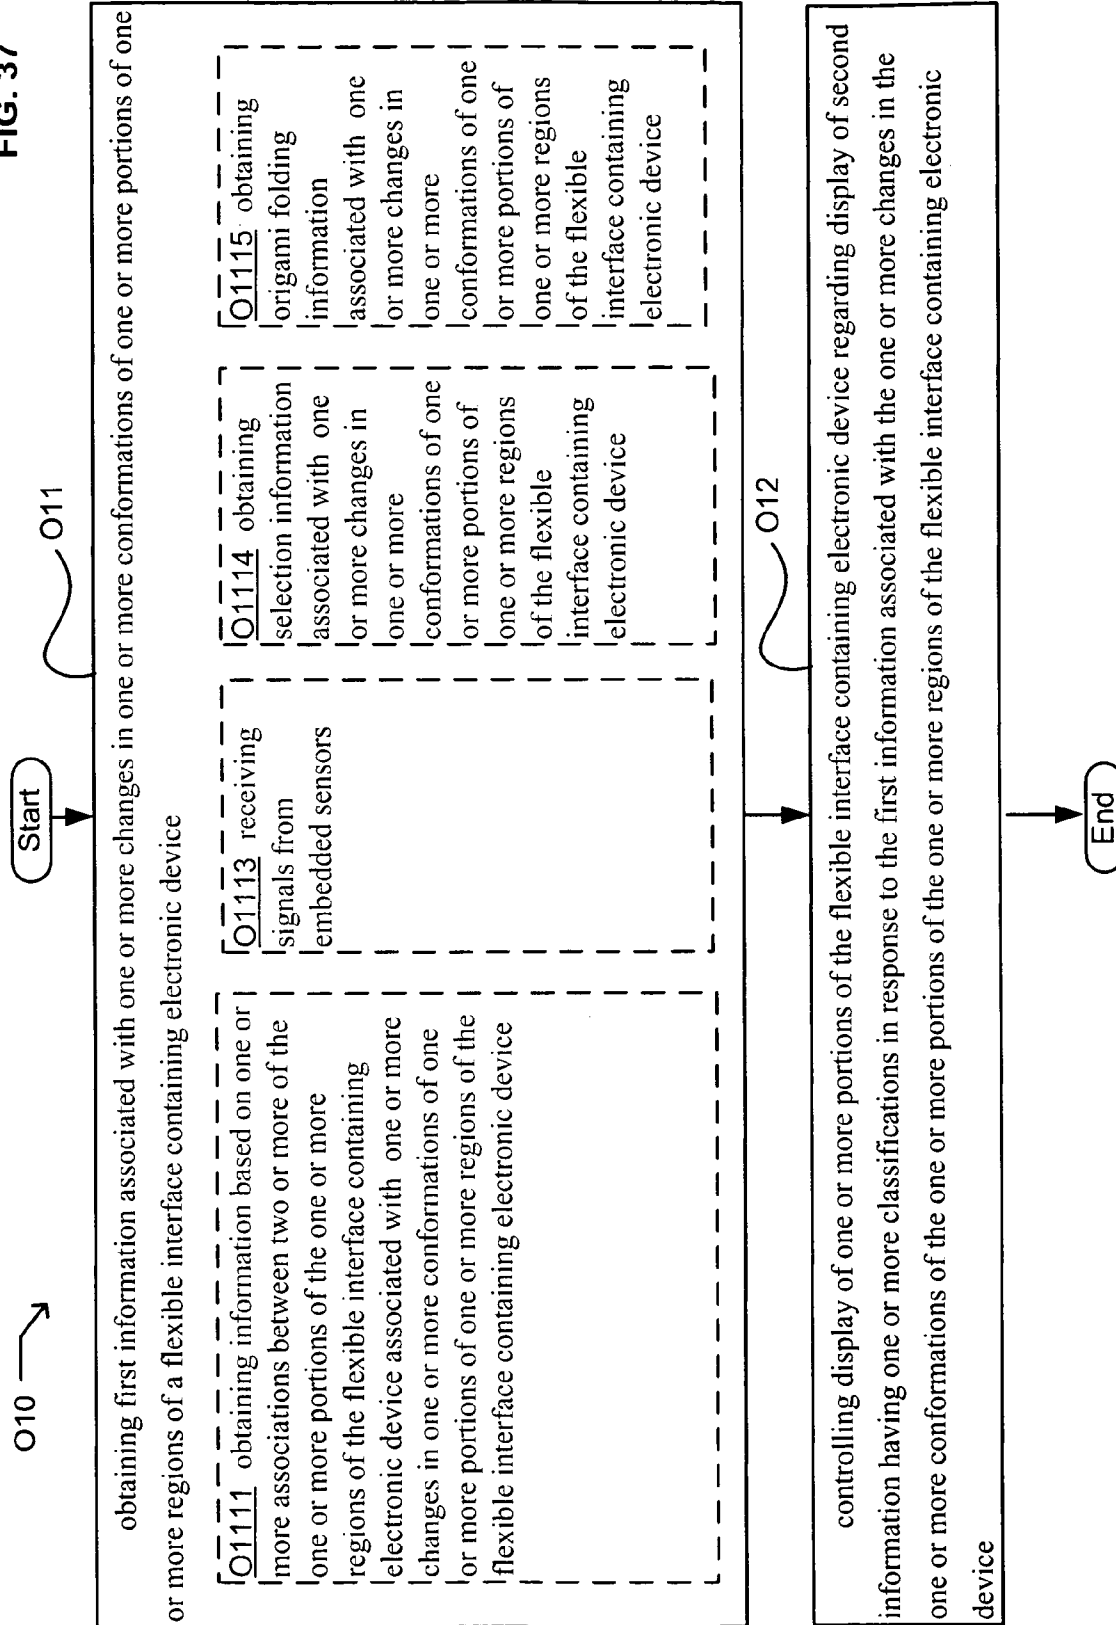 FIG. 37
O10
Start
O11
obtaining first information associated with one or more changes in one or more conformations of one or more portions of one
or more regions of a flexible interface containing electronic device
O1111 obtaining information based on one or
more associations between two or more of the
one or more portions of the one or more
regions of the flexible interface containing
electronic device associated with one or more
changes in one or more conformations of one
or more portions of one or more regions of the
flexible interface containing electronic device
O1113 receiving
signals from
embedded sensors
O1114 obtaining
selection information
associated with one
or more changes in
one or more
conformations of one
or more portions of
one or more regions
of the flexible
interface containing
electronic device
O1115 obtaining
origami folding
information
associated with one
or more changes in
one or more
conformations of one
or more portions of
one or more regions
of the flexible
interface containing
electronic device
O12
controlling display of one or more portions of the flexible interface containing electronic device regarding display of second
information having one or more classifications in response to the first information associated with the one or more changes in the
one or more conformations of the one or more portions of the one or more regions of the flexible interface containing electronic
device
End